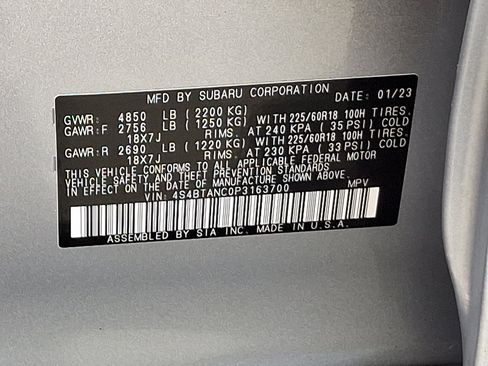 MFD BY SUBARU CORPORATION DATE: 01/23
GVWR: 4850 LB (2200 KG)
GAWR:F 2756 LB (1250 KG) WITH 225/60R18 100H TIRES.
18X7J RIMS. AT 240 KPA (35 PSI) COLD
GAWR:R 2690 LB (1220 KG) WITH 225/60R18 100H TIRES.
18X7J RIMS. AT 230 KPA (33 PSI) COLD
THIS VEHICLE CONFORMS TO ALL APPLICABLE FEDERAL MOTOR
VEHICLE SAFETY AND BUMPER STANDARDS
IN EFFECT ON THE DATE OF MANUFACTURE SHOWN ABOVE.
VIN: 4S4BTANC0P3163700 MPV
ASSEMBLED BY SIA INC. MADE IN U.S.A.